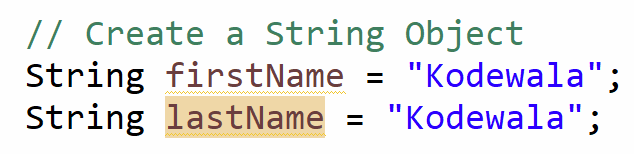 // Create a String Object
String firstName = "Kodewala";
String lastName = "Kodewala";